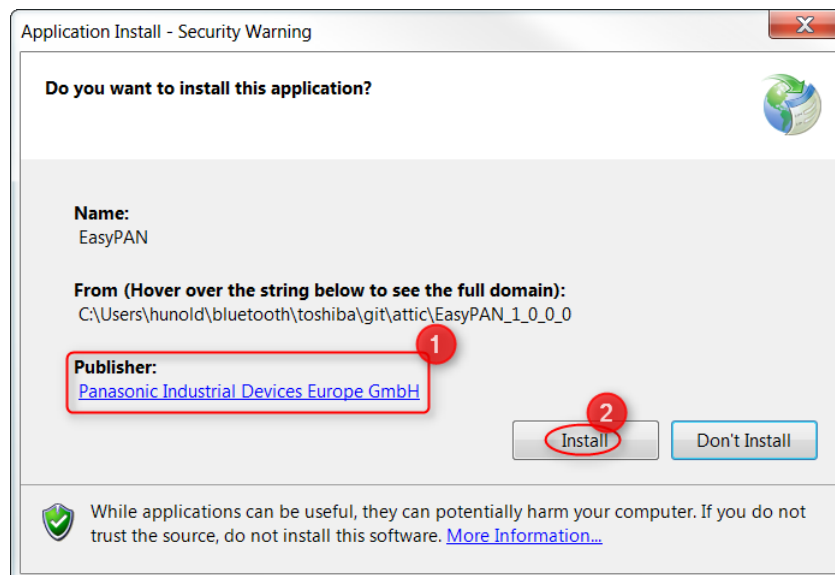 Application Install - Security Warning
Do you want to install this application?
Name:
EasyPAN
From (Hover over the string below to see the full domain):
C:\Users\hunold\bluetooth\toshiba\git\attic\EasyPAN_1_0_0_0
1
Publisher:
Panasonic Industrial Devices Europe GmbH
2
Install Don't Install
While applications can be useful, they can potentially harm your computer. If you do not
trust the source, do not install this software. More Information...